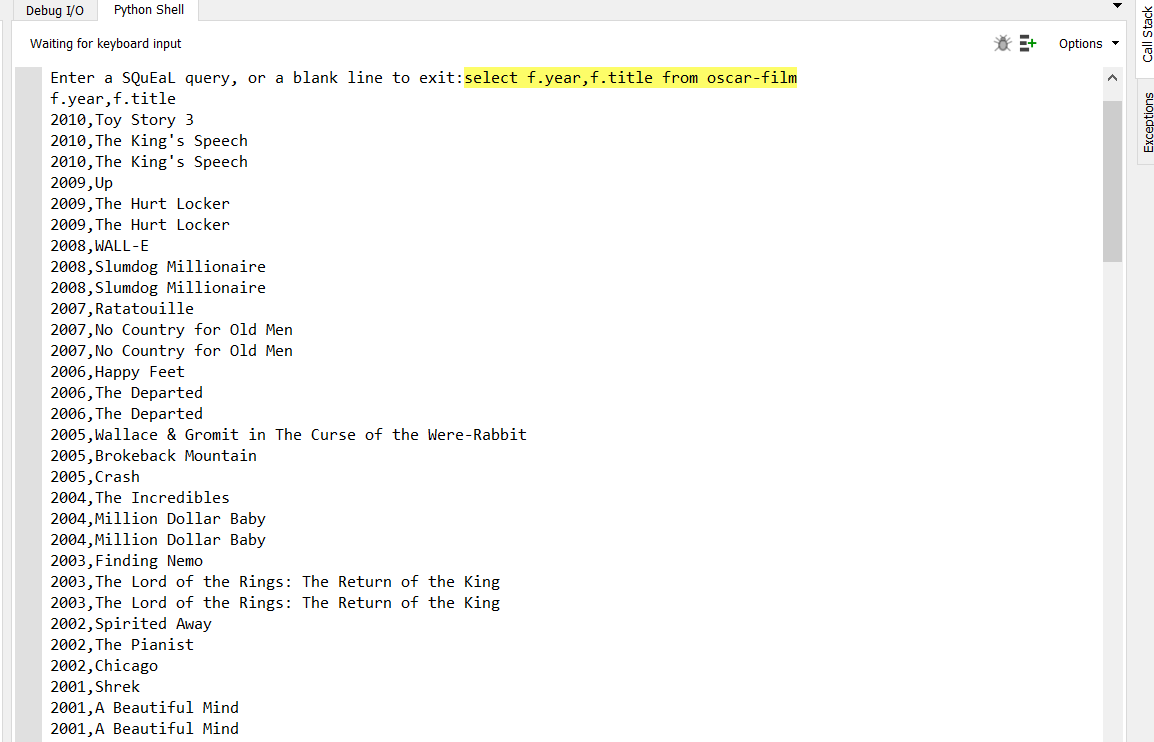 Debug I/O Python Shell
Call Stack
Waiting for keyboard input Options
Exceptions
Enter a SQuEaL query, or a blank line to exit:select f.year,f.title from oscar-film
f.year,f.title
2010,Toy Story 3
2010,The King's Speech
2010,The King's Speech
2009,Up
2009,The Hurt Locker
2009,The Hurt Locker
2008,WALL-E
2008,Slumdog Millionaire
2008,Slumdog Millionaire
2007,Ratatouille
2007,No Country for Old Men
2007,No Country for Old Men
2006,Happy Feet
2006,The Departed
2006,The Departed
2005,Wallace & Gromit in The Curse of the Were-Rabbit
2005,Brokeback Mountain
2005,Crash
2004,The Incredibles
2004,Million Dollar Baby
2004,Million Dollar Baby
2003,Finding Nemo
2003,The Lord of the Rings: The Return of the King
2003,The Lord of the Rings: The Return of the King
2002,Spirited Away
2002,The Pianist
2002,Chicago
2001,Shrek
2001,A Beautiful Mind
2001,A Beautiful Mind